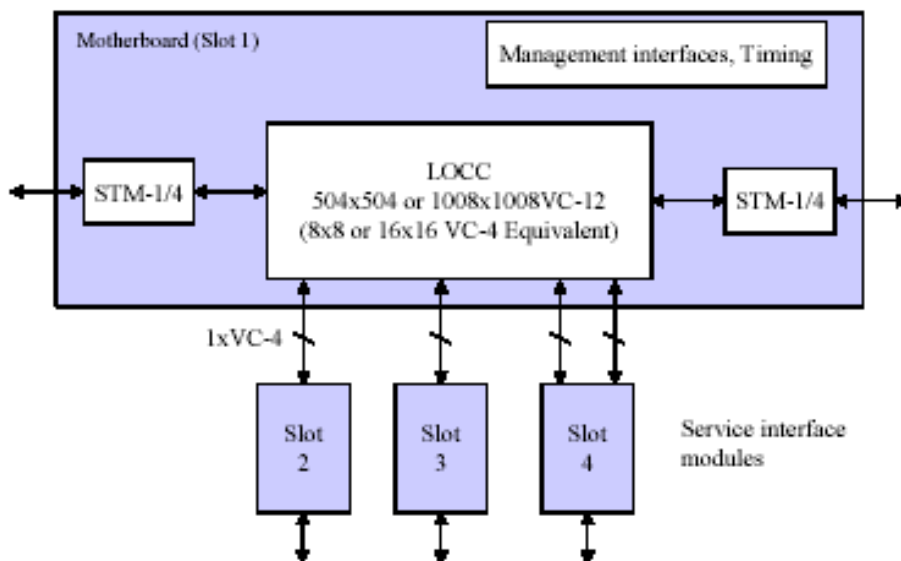 Motherboard (Slot 1)
Management interfaces, Timing
LOCC
504x504 or 1008x1008VC-12
(8x8 or 16x16 VC-4 Equivalent)
STM-1/4
STM-1/4
1xVC-4
Slot
2
Slot
3
Slot
4
Service interface
modules